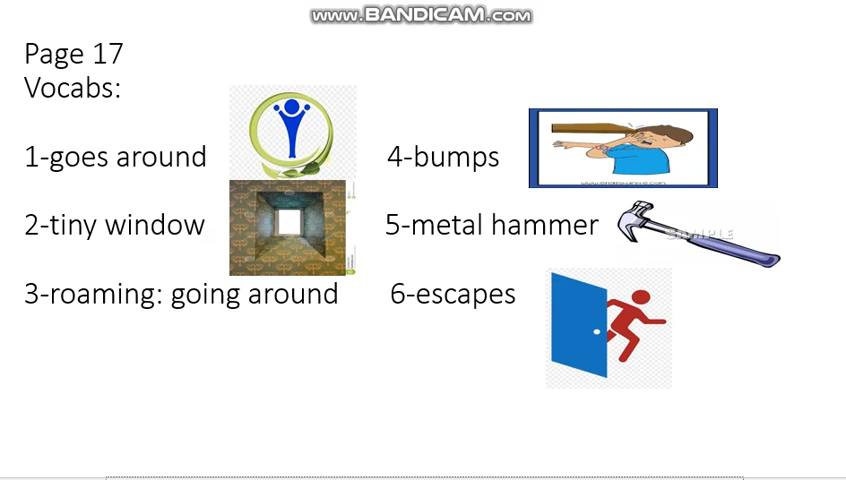 www.BANDICAM.com
Page 17
Vocabs:
1-goes around
2-tiny window
3-roaming: going around
4-bumps
5-metal hammer
SAMPLE
6-escapes